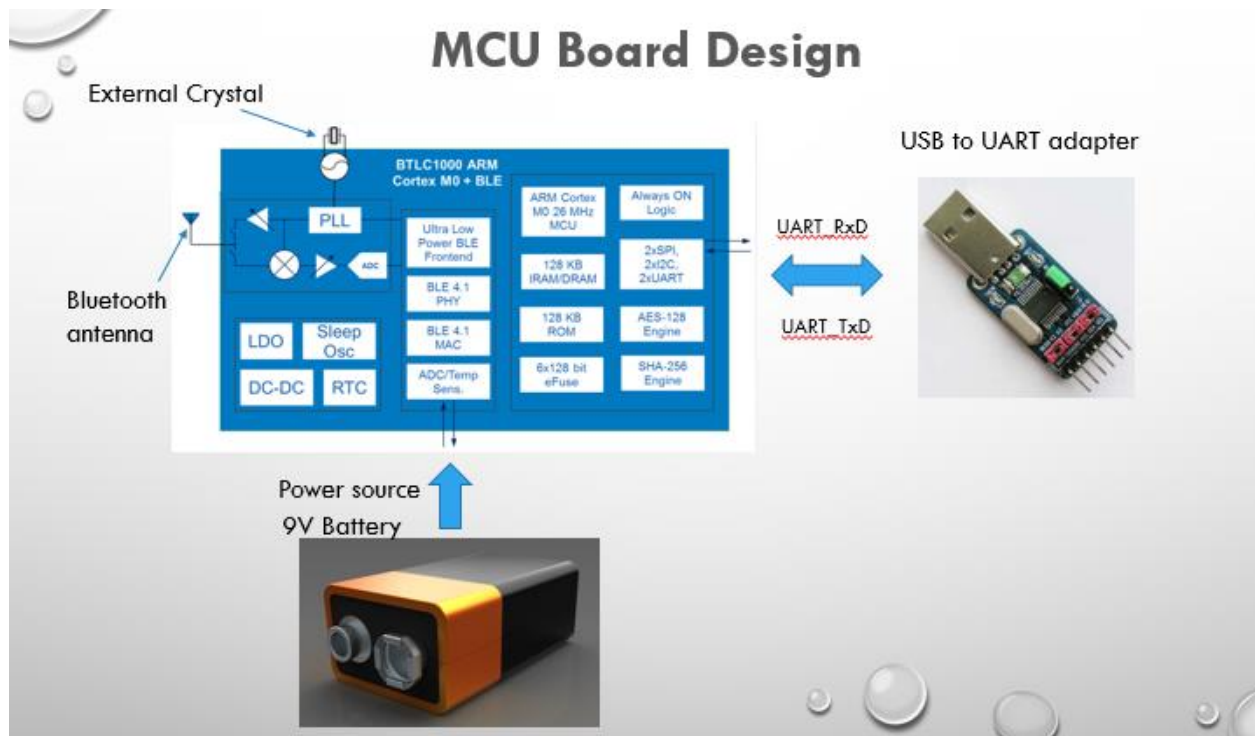 MCU Board Design
External Crystal
USB to UART adapter
BTLC1000 ARM
Cortex M0 + BLE
PLL
ADC
Ultra Low
Power BLE
Frontend
BLE 4.1
PHY
BLE 4.1
MAC
ADC/Temp
Sens.
ARM Cortex
M0 26 MHz
MCU
Always ON
Logic
128 KB
IRAM/DRAM
2xSPI,
2xI2C,
2xUART
128 KB
ROM
AES-128
Engine
6x128 bit
eFuse
SHA-256
Engine
LDO
Sleep
Osc
DC-DC
RTC
Bluetooth
antenna
UART_RxD
UART_TxD
Power source
9V Battery